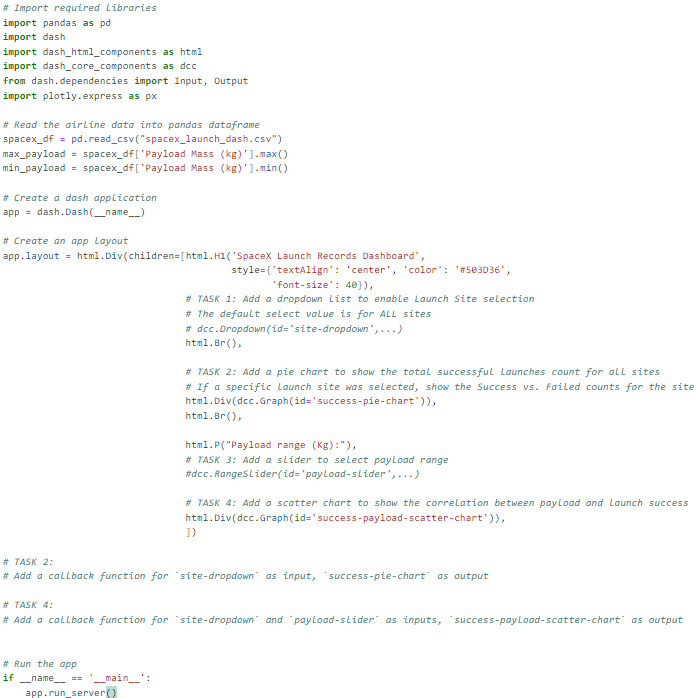 # Import required libraries
import pandas as pd
import dash
import dash_html_components as html
import dash_core_components as dcc
from dash.dependencies import Input, Output
import plotly.express as px

# Read the airline data into pandas dataframe
spacex_df = pd.read_csv("spacex_launch_dash.csv")
max_payload = spacex_df['Payload Mass (kg)'].max()
min_payload = spacex_df['Payload Mass (kg)'].min()

# Create a dash application
app = dash.Dash(__name__)

# Create an app layout
app.layout = html.Div(children=[html.H1('SpaceX Launch Records Dashboard',
                                        style={'textAlign': 'center', 'color': '#503D36',
                                               'font-size': 40}),
                                # TASK 1: Add a dropdown list to enable Launch Site selection
                                # The default select value is for ALL sites
                                # dcc.Dropdown(id='site-dropdown',...)
                                html.Br(),

                                # TASK 2: Add a pie chart to show the total successful launches count for all sites
                                # If a specific launch site was selected, show the Success vs. Failed counts for the site
                                html.Div(dcc.Graph(id='success-pie-chart')),
                                html.Br(),

                                html.P("Payload range (Kg):"),
                                # TASK 3: Add a slider to select payload range
                                #dcc.RangeSlider(id='payload-slider',...)

                                # TASK 4: Add a scatter chart to show the correlation between payload and launch success
                                html.Div(dcc.Graph(id='success-payload-scatter-chart')),
                                ])

# TASK 2:
# Add a callback function for `site-dropdown` as input, `success-pie-chart` as output

# TASK 4:
# Add a callback function for `site-dropdown` and `payload-slider` as inputs, `success-payload-scatter-chart` as output


# Run the app
if __name__ == '__main__':
    app.run_server()